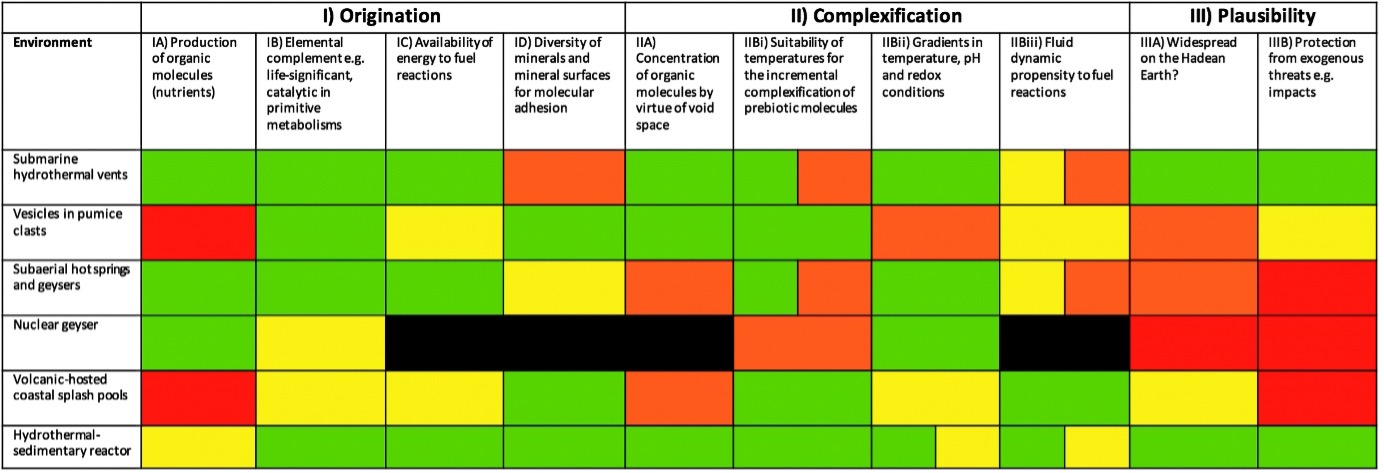 I) Origination
II) Complexification
III) Plausibility
Environment
IA) Production
of organic
molecules
(nutrients)
IB) Elemental
complement e.g.
life-significant,
catalytic in
primitive
metabolisms
IC) Availability of
energy to fuel
reactions
ID) Diversity of
minerals and
mineral surfaces
for molecular
adhesion
IIA)
Concentration
of organic
molecules by
virtue of void
space
IIBi) Suitability of
temperatures for
the incremental
complexification of
prebiotic molecules
IIBii) Gradients in
temperature, pH
and redox
conditions
IIBiii) Fluid
dynamic
propensity to fuel
reactions
IIIA) Widespread
on the Hadean
Earth?
IIIB) Protection
from exogenous
threats e.g.
impacts
Submarine
hydrothermal vents
Vesicles in pumice
clasts
Subaerial hot springs
and geysers
Nuclear geyser
Volcanic-hosted
coastal splash pools
Hydrothermal-
sedimentary reactor